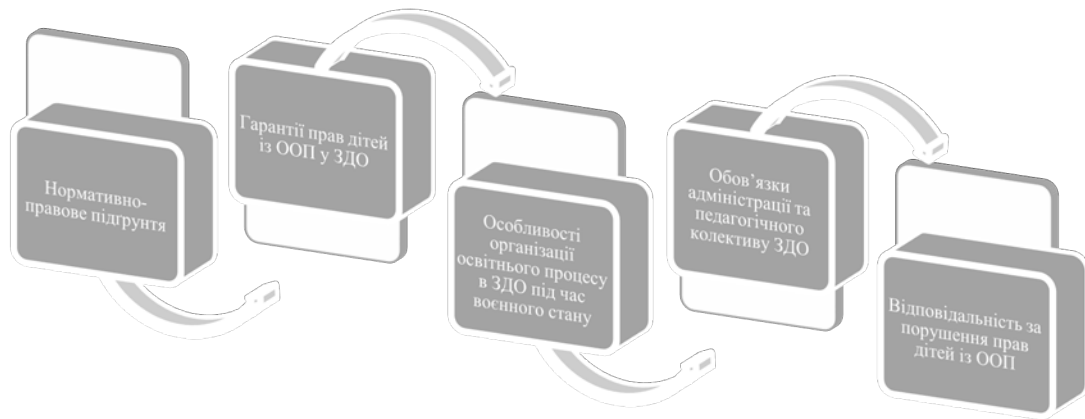 Нормативно-
правове підґрунтя
Гарантії прав дітей
із ООП у ЗДО
Особливості
організації
освітнього процесу
в ЗДО під час
воєнного стану
Обов’язки
адміністрації та
педагогічного
колективу ЗДО
Відповідальність за
порушення прав
дітей із ООП